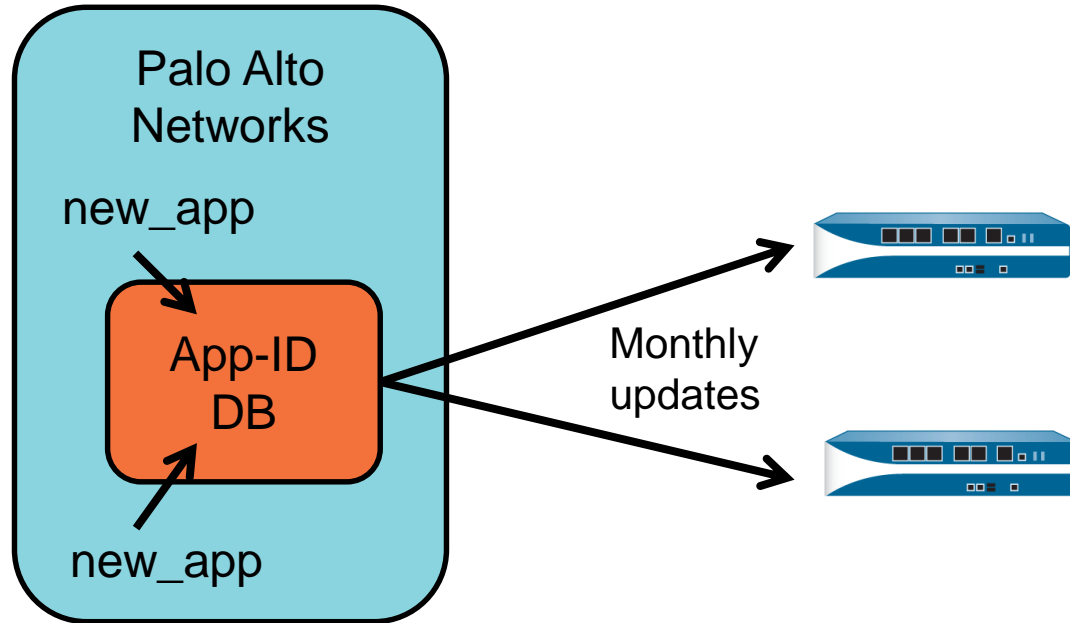 Palo Alto
Networks
new_app
App-ID
DB
new_app
Monthly
updates